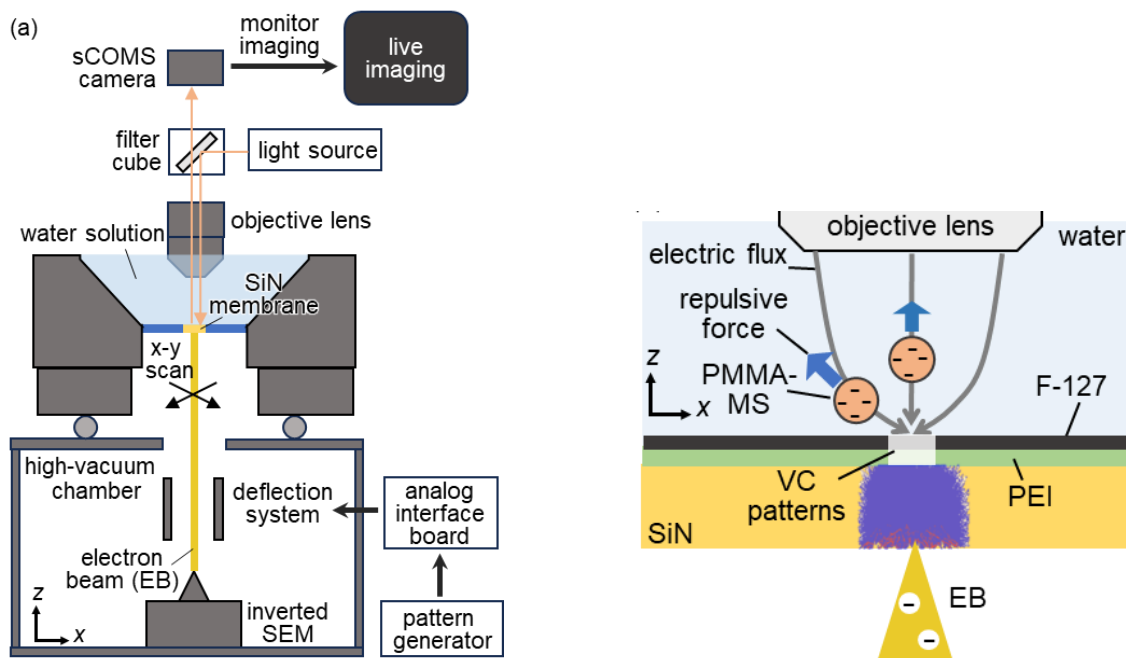 (a)
monitor
imaging
sCOMS
camera
live
imaging
filter
cube
light source
objective lens
water solution
SiN
membrane
x-y
scan
high-vacuum
chamber
deflection
system
analog
interface
board
electron
beam (EB)
z
x
inverted
SEM
pattern
generator
objective lens
water
electric flux
repulsive
force
z
x
PMMA-
MS
F-127
VC
patterns
PEI
SiN
EB